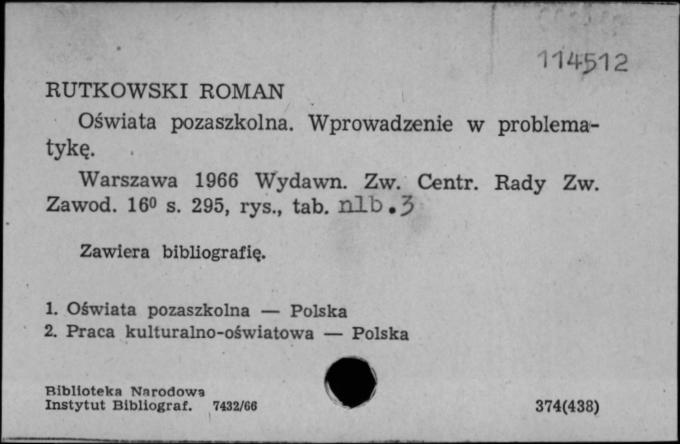 114512
RUTKOWSKI ROMAN
Oświata pozaszkolna. Wprowadzenie w problema-
tykę.
Warszawa 1966 Wydawn. Zw. Centr. Rady Zw.
Zawod. 16⁰ s. 295, rys., tab. nlb.3
Zawiera bibliografię.
1. Oświata pozaszkolna — Polska
2. Praca kulturalno-oświatowa — Polska
Biblioteka Narodowa
Instytut Bibliograf. 7432/66 374(438)